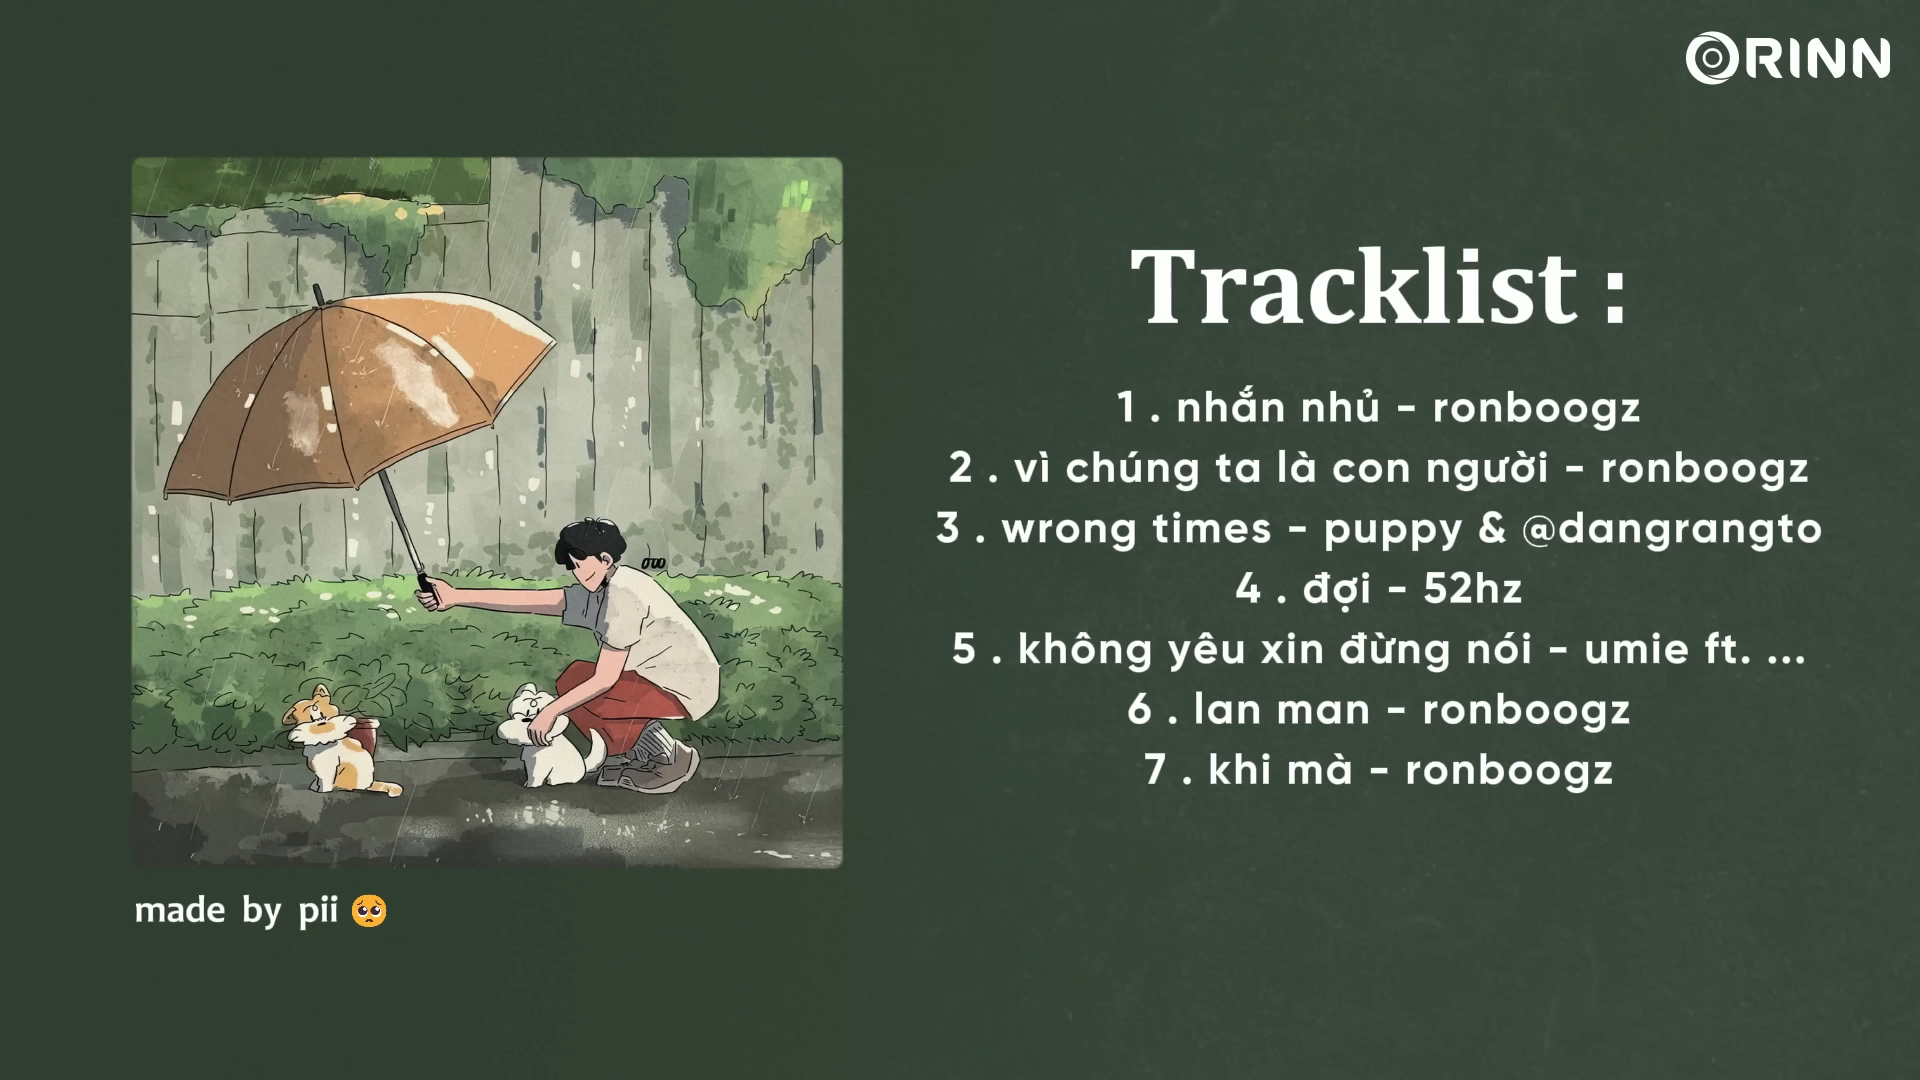 ORINN
Tracklist :
1 . nhắn nhủ - ronboogz
2 . vì chúng ta là con người - ronboogz
3 . wrong times - puppy & @dangrangto
4 . đợi - 52hz
5 . không yêu xin đừng nói - umie ft. ...
6 . lan man - ronboogz
7 . khi mà - ronboogz
made by pii 🥺